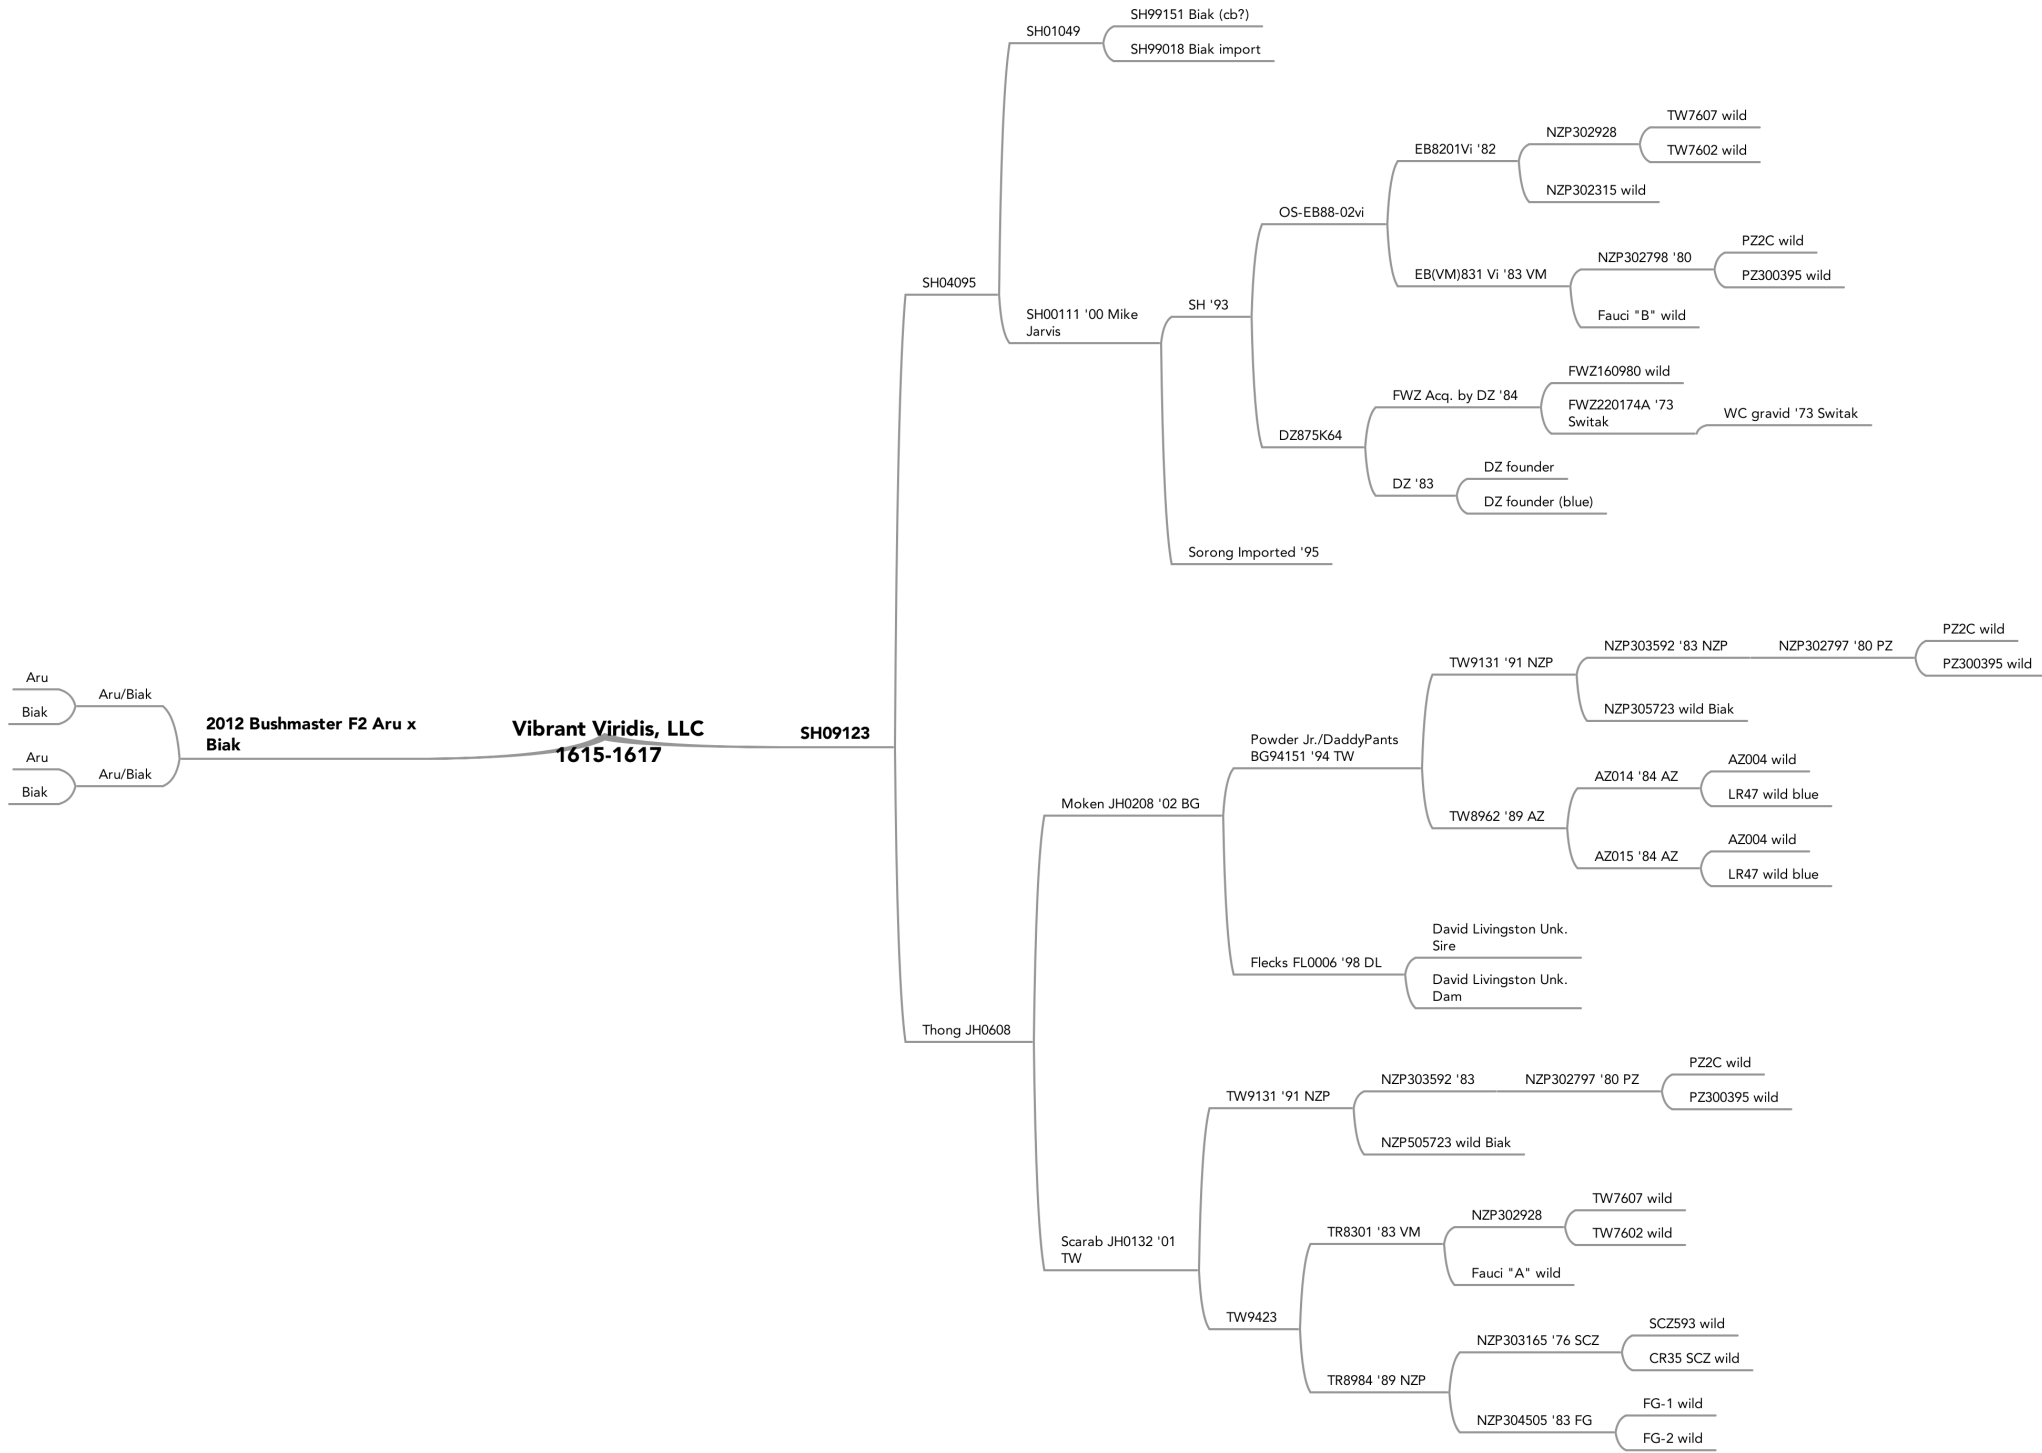 SH99151 Biak (cb?)
SH01049
SH99018 Biak import
TW7607 wild
NZP302928
EB8201Vi '82
TW7602 wild
NZP302315 wild
OS-EB88-02vi
PZ2C wild
NZP302798 '80
EB(VM)831 Vi '83 VM
PZ300395 wild
SH04095
SH '93
SH00111 '00 Mike
Jarvis
Fauci "B" wild
FWZ160980 wild
FWZ Acq. by DZ '84
FWZ220174A '73
Switak
WC gravid '73 Switak
DZ875K64
DZ founder
DZ '83
DZ founder (blue)
Sorong Imported '95
PZ2C wild
NZP303592 '83 NZP
NZP302797 '80 PZ
TW9131 '91 NZP
PZ300395 wild
Aru
Aru/Biak
Biak
NZP305723 wild Biak
2012 Bushmaster F2 Aru x
Biak
Vibrant Viridis, LLC
1615-1617
SH09123
Powder Jr./DaddyPants
BG94151 '94 TW
Aru
Aru/Biak
Biak
AZ004 wild
AZ014 '84 AZ
LR47 wild blue
Moken JH0208 '02 BG
TW8962 '89 AZ
AZ004 wild
AZ015 '84 AZ
LR47 wild blue
David Livingston Unk.
Sire
Flecks FL0006 '98 DL
David Livingston Unk.
Dam
Thong JH0608
PZ2C wild
NZP303592 '83
NZP302797 '80 PZ
TW9131 '91 NZP
PZ300395 wild
NZP505723 wild Biak
TW7607 wild
NZP302928
TR8301 '83 VM
TW7602 wild
Scarab JH0132 '01
TW
Fauci "A" wild
TW9423
SCZ593 wild
NZP303165 '76 SCZ
CR35 SCZ wild
TR8984 '89 NZP
FG-1 wild
NZP304505 '83 FG
FG-2 wild